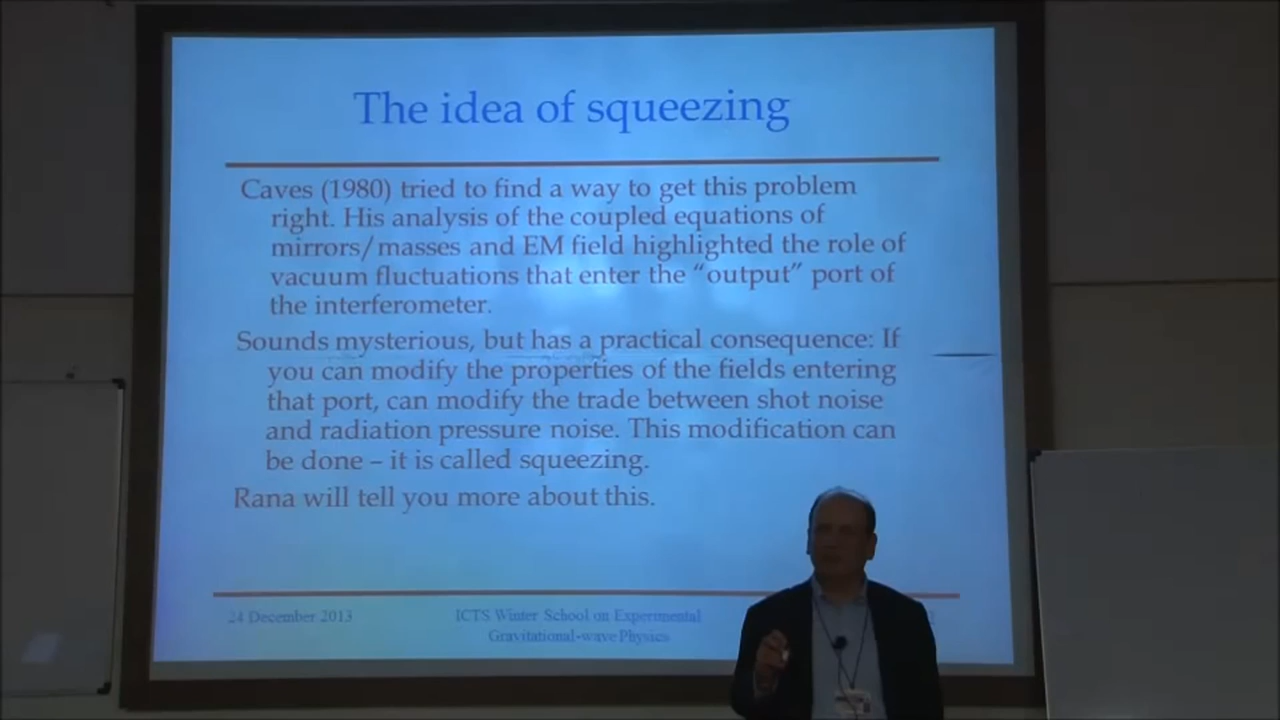 The idea of squeezing
Caves (1980) tried to find a way to get this problem
right. His analysis of the coupled equations of
mirrors/masses and EM field highlighted the role of
vacuum fluctuations that enter the “output” port of
the interferometer.
Sounds mysterious, but has a practical consequence: If
you can modify the properties of the fields entering
that port, can modify the trade between shot noise
and radiation pressure noise. This modification can
be done – it is called squeezing.
Rana will tell you more about this.
24 December 2013
ICTS Winter School on Experimental
Gravitational-wave Physics